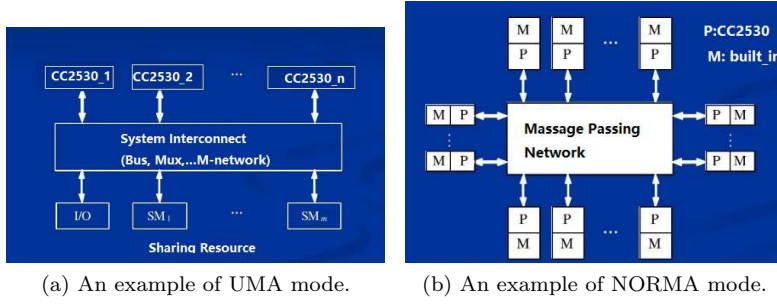 CC2530_1 CC2530_2 ... CC2530_n
System Interconnect
(Bus, Mux,...M-network)
I/O SM1 ... SMm
Sharing Resource
(a) An example of UMA mode.
M M ... M
P P P
P:CC2530
M: built_in
M P
P M
Massage Passing
Network
M P
P M
P P ... P
M M M
(b) An example of NORMA mode.